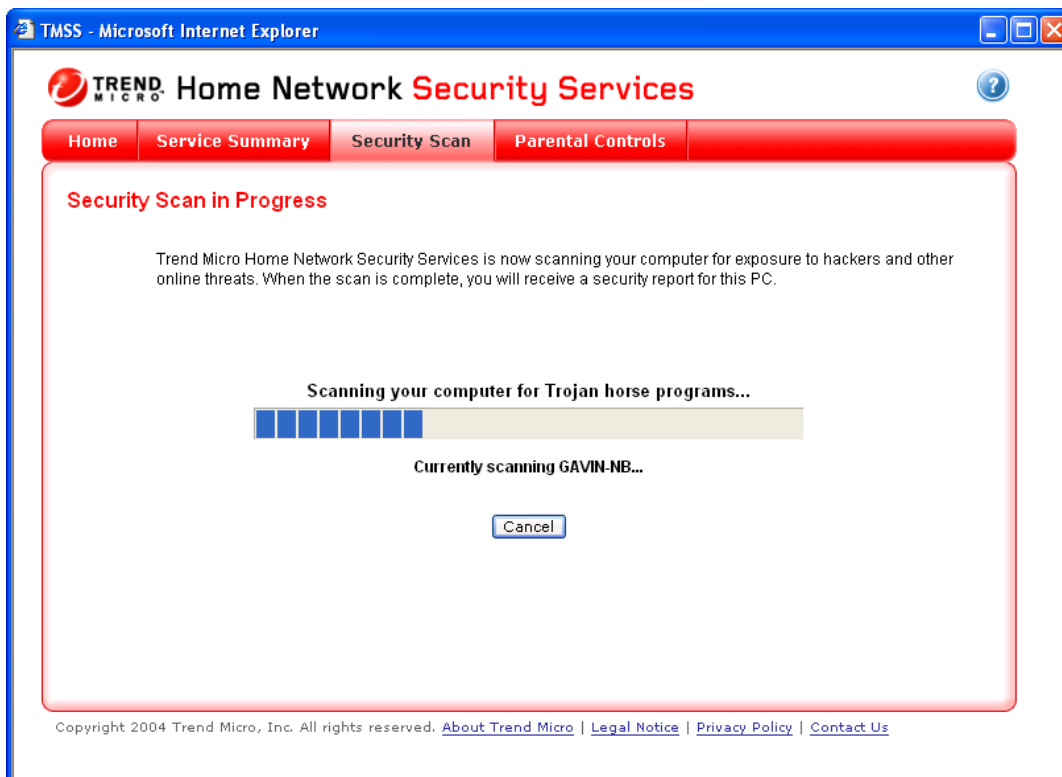 TMSS - Microsoft Internet Explorer
TREND MICRO Home Network Security Services
?
Home Service Summary Security Scan Parental Controls
Security Scan in Progress
Trend Micro Home Network Security Services is now scanning your computer for exposure to hackers and other
online threats. When the scan is complete, you will receive a security report for this PC.
Scanning your computer for Trojan horse programs...
Currently scanning GAVIN-NB...
Cancel
Copyright 2004 Trend Micro, Inc. All rights reserved. About Trend Micro | Legal Notice | Privacy Policy | Contact Us